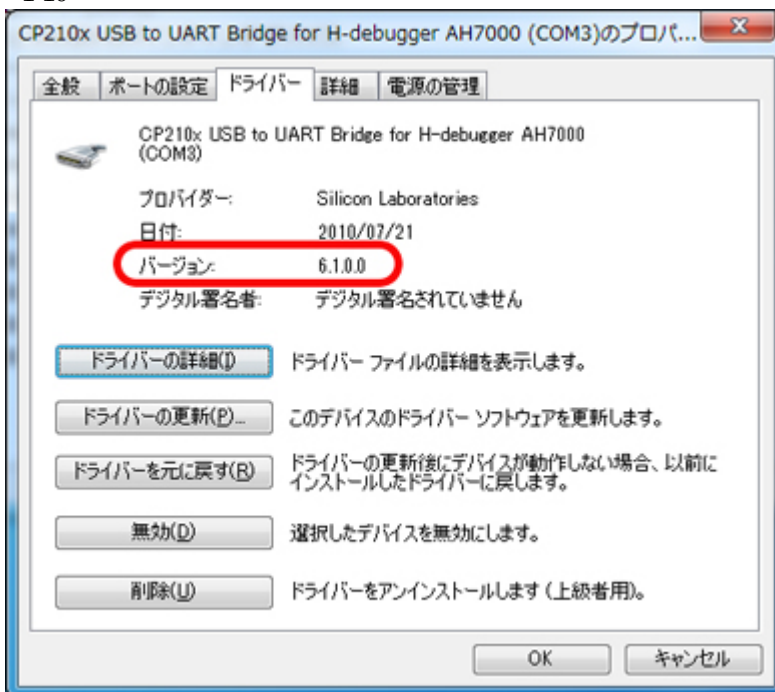 CP210x USB to UART Bridge for H-debugger AH7000 (COM3)のプロパ...
全般 ポートの設定 ドライバー 詳細 電源の管理
CP210x USB to UART Bridge for H-debugger AH7000
(COM3)
プロバイダー: Silicon Laboratories
日付: 2010/07/21
バージョン: 6.1.0.0
デジタル署名者: デジタル署名されていません
ドライバーの詳細(I) ドライバー ファイルの詳細を表示します。
ドライバーの更新(P)... このデバイスのドライバー ソフトウェアを更新します。
ドライバーを元に戻す(R) ドライバーの更新後にデバイスが動作しない場合、以前に
インストールしたドライバーに戻します。
無効(D) 選択したデバイスを無効にします。
削除(U) ドライバーをアンインストールします (上級者用)。
OK キャンセル